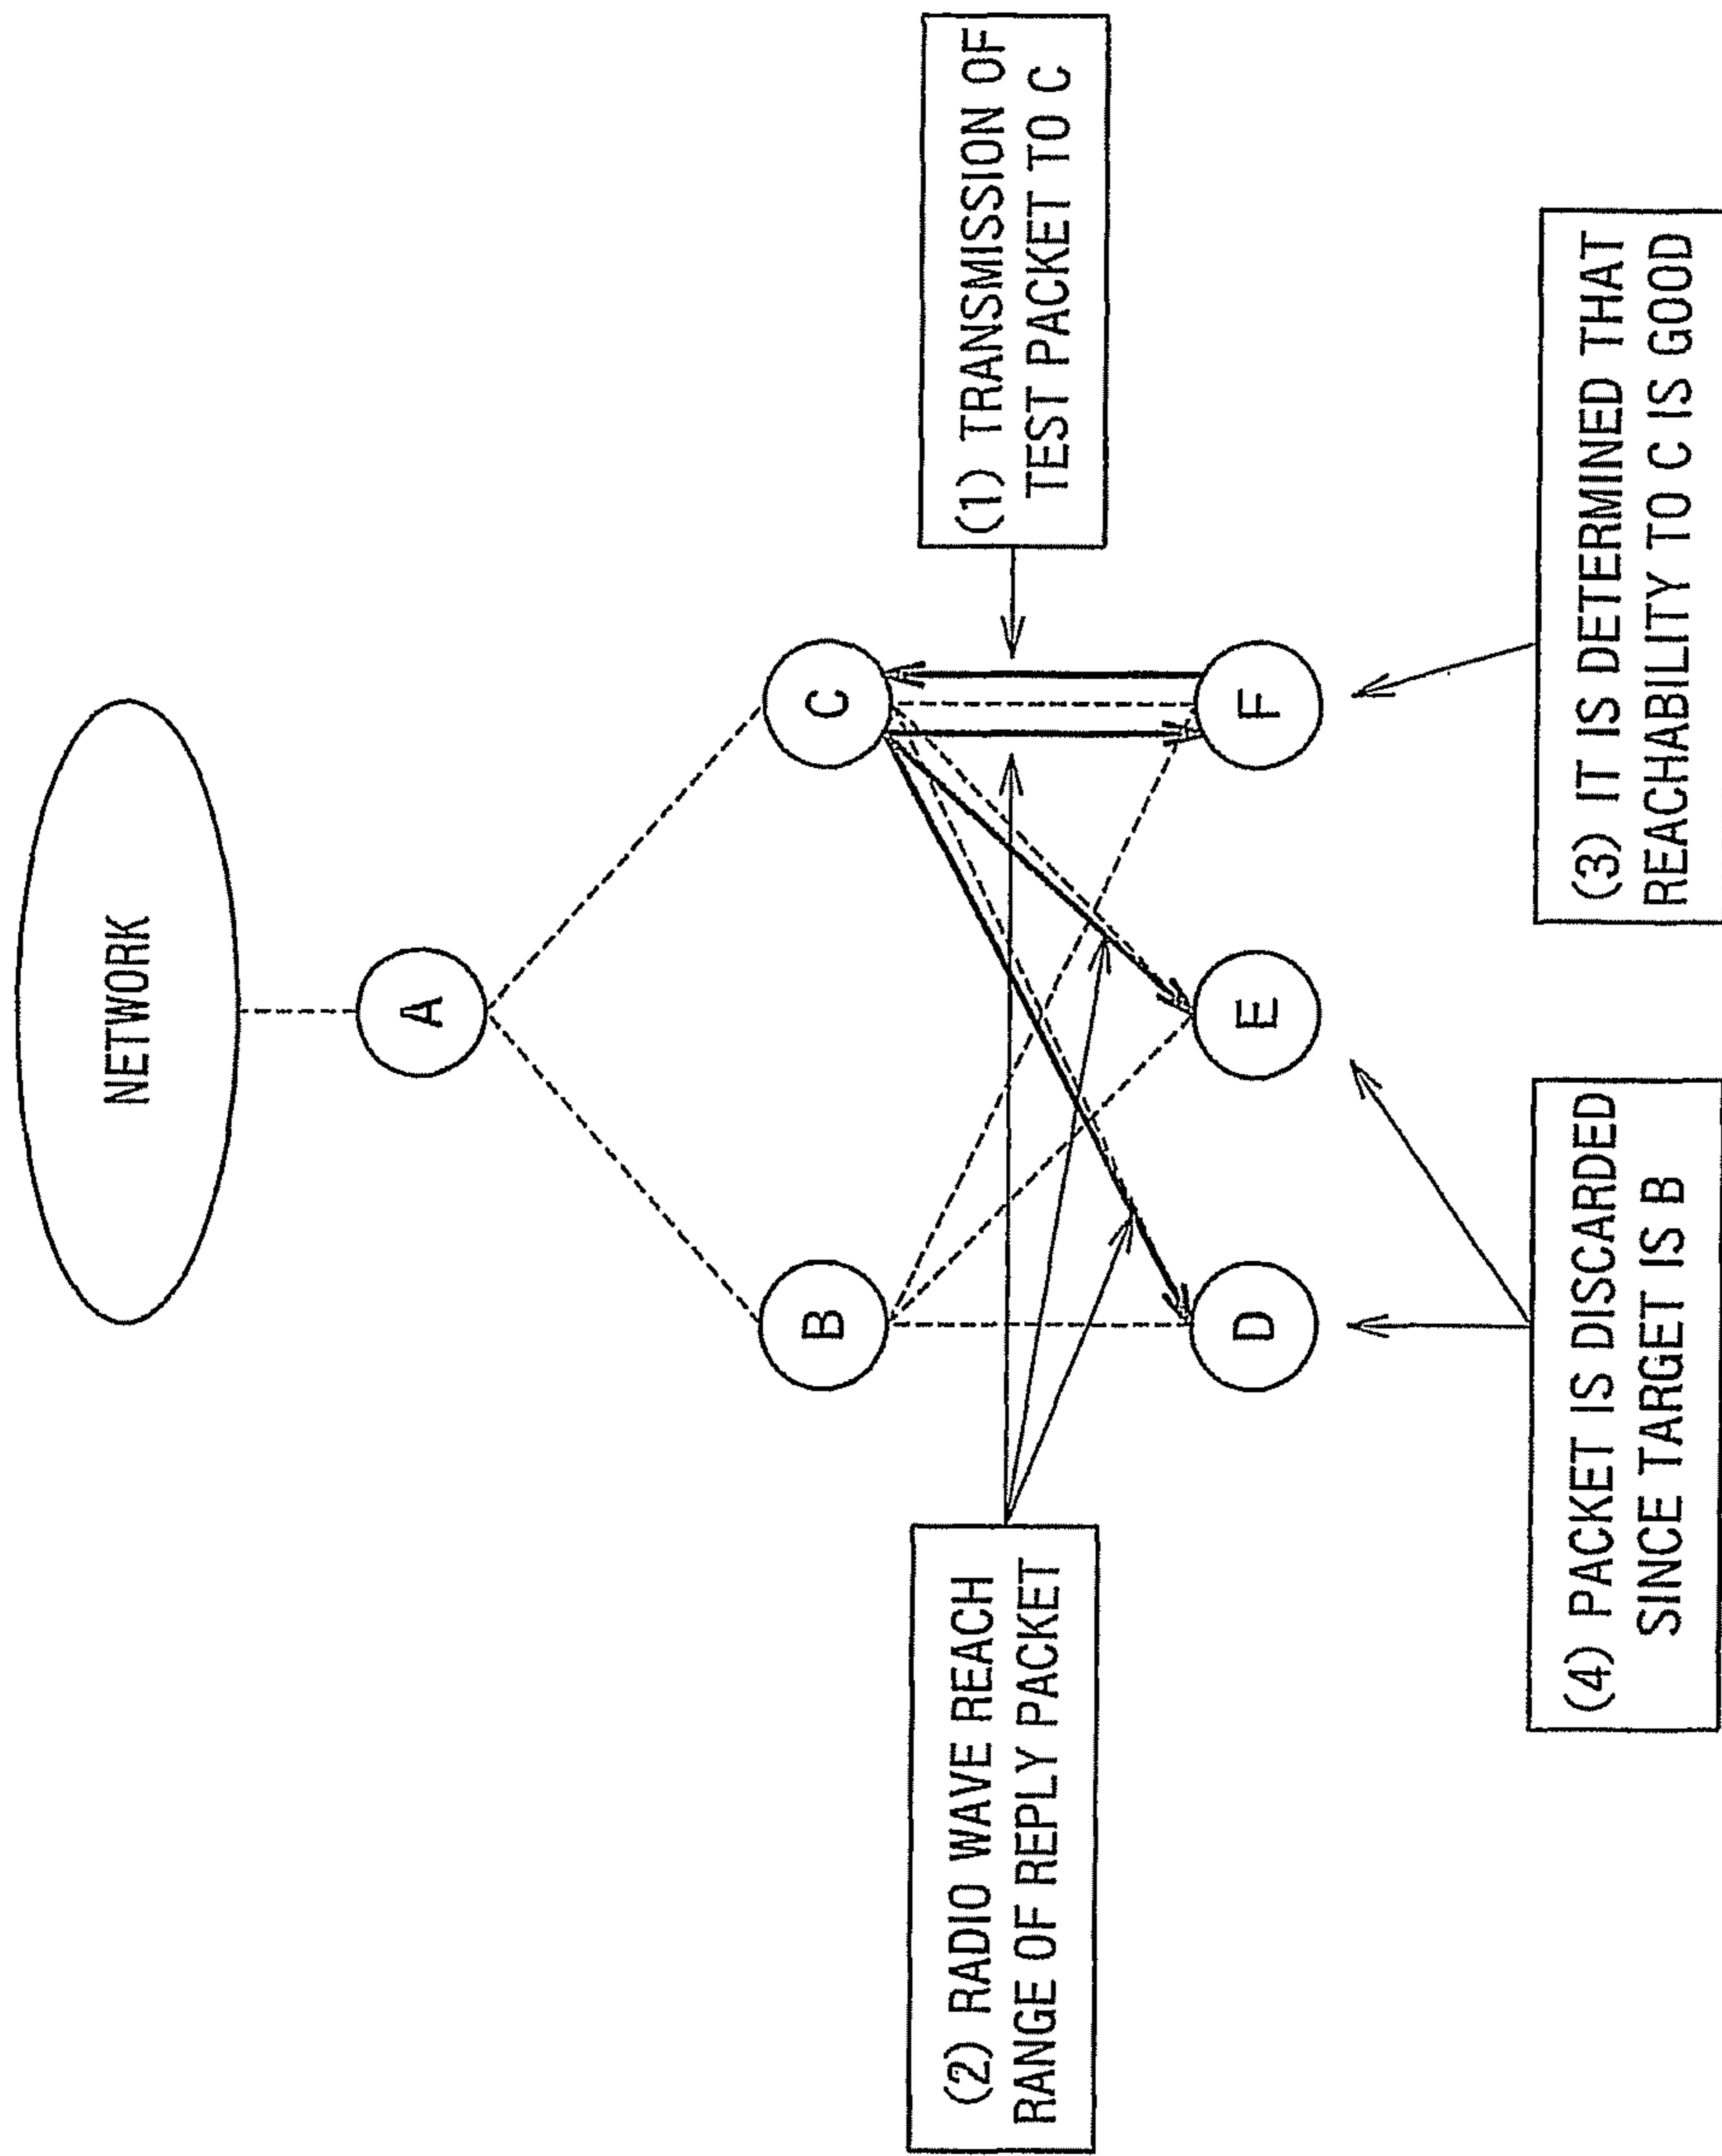 NETWORK
A
B
C
D
E
F
(1) TRANSMISSION OF
TEST PACKET TO C
(2) RADIO WAVE REACH
RANGE OF REPLY PACKET
(3) IT IS DETERMINED THAT
REACHABILITY TO C IS GOOD
(4) PACKET IS DISCARDED
SINCE TARGET IS B